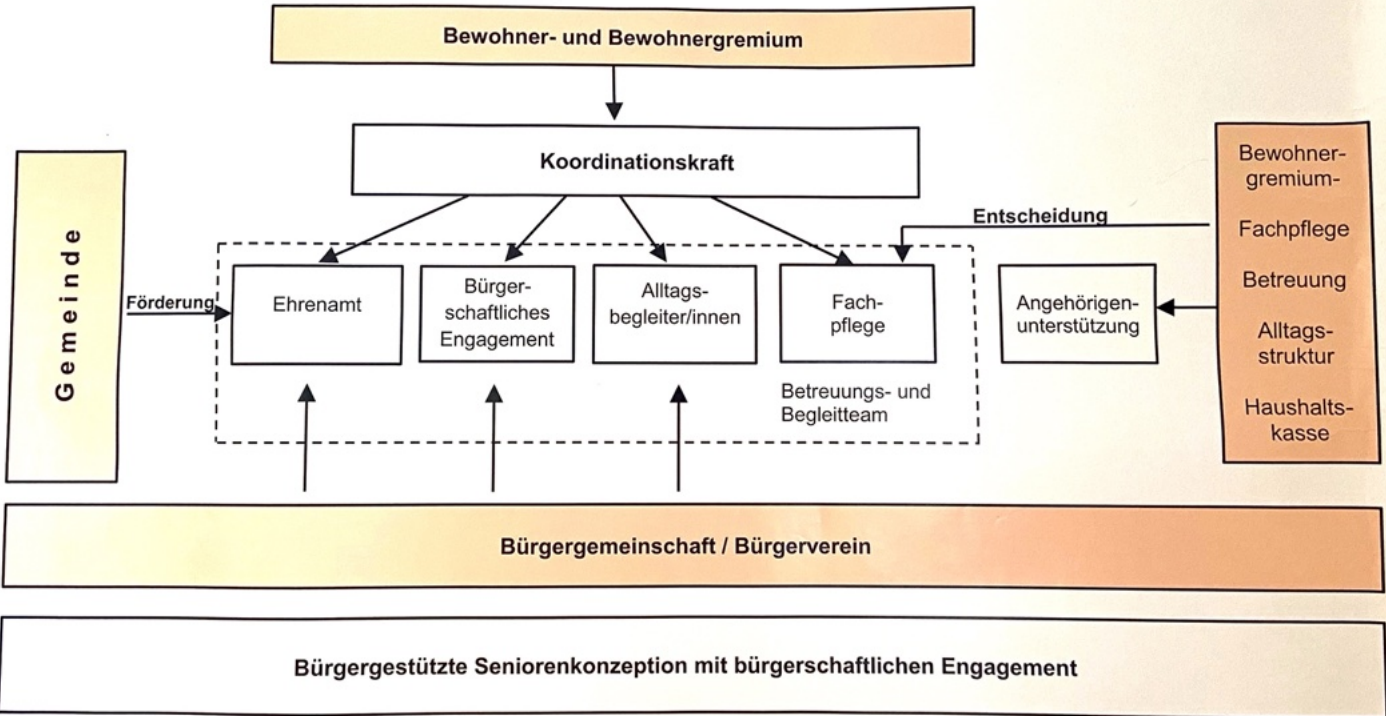 Bewohner- und Bewohnergremium
Koordinationskraft
Gemeinde
Förderung
Ehrenamt
Bürger-
schaftliches
Engagement
Alltags-
begleiter/innen
Fach-
pflege
Betreuungs- und
Begleitteam
Entscheidung
Angehörigen-
unterstützung
Bewohner-
gremium-
Fachpflege
Betreuung
Alltags-
struktur
Haushalts-
kasse
Bürgergemeinschaft / Bürgerverein
Bürgergestützte Seniorenkonzeption mit bürgerschaftlichen Engagement